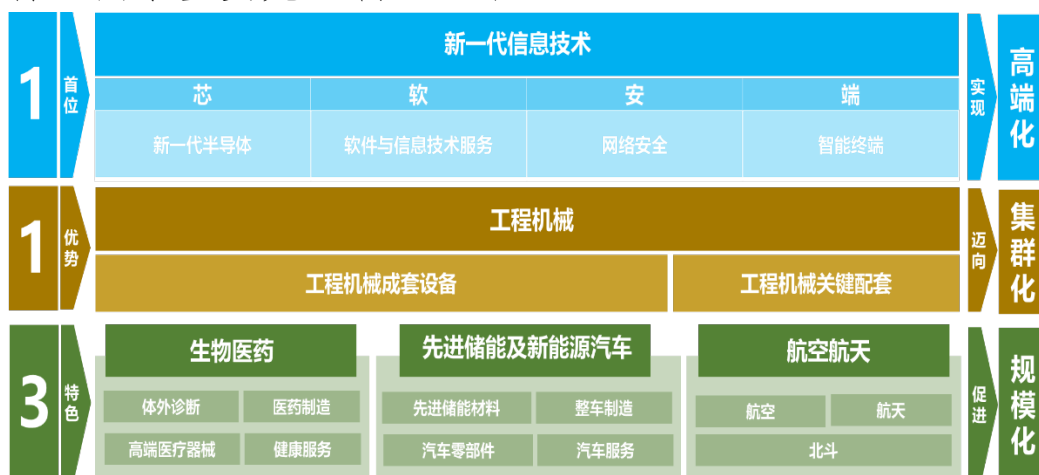 1
首位
新一代信息技术
芯 软 安 端
新一代半导体 软件与信息技术服务 网络安全 智能终端
实现
高端化
1
优势
工程机械
工程机械成套设备 工程机械关键配套
迈向
集群化
3
特色
生物医药
体外诊断 医药制造
高端医疗器械 健康服务
先进储能及新能源汽车
先进储能材料 整车制造
汽车零部件 汽车服务
航空航天
航空 航天
北斗
促进
规模化